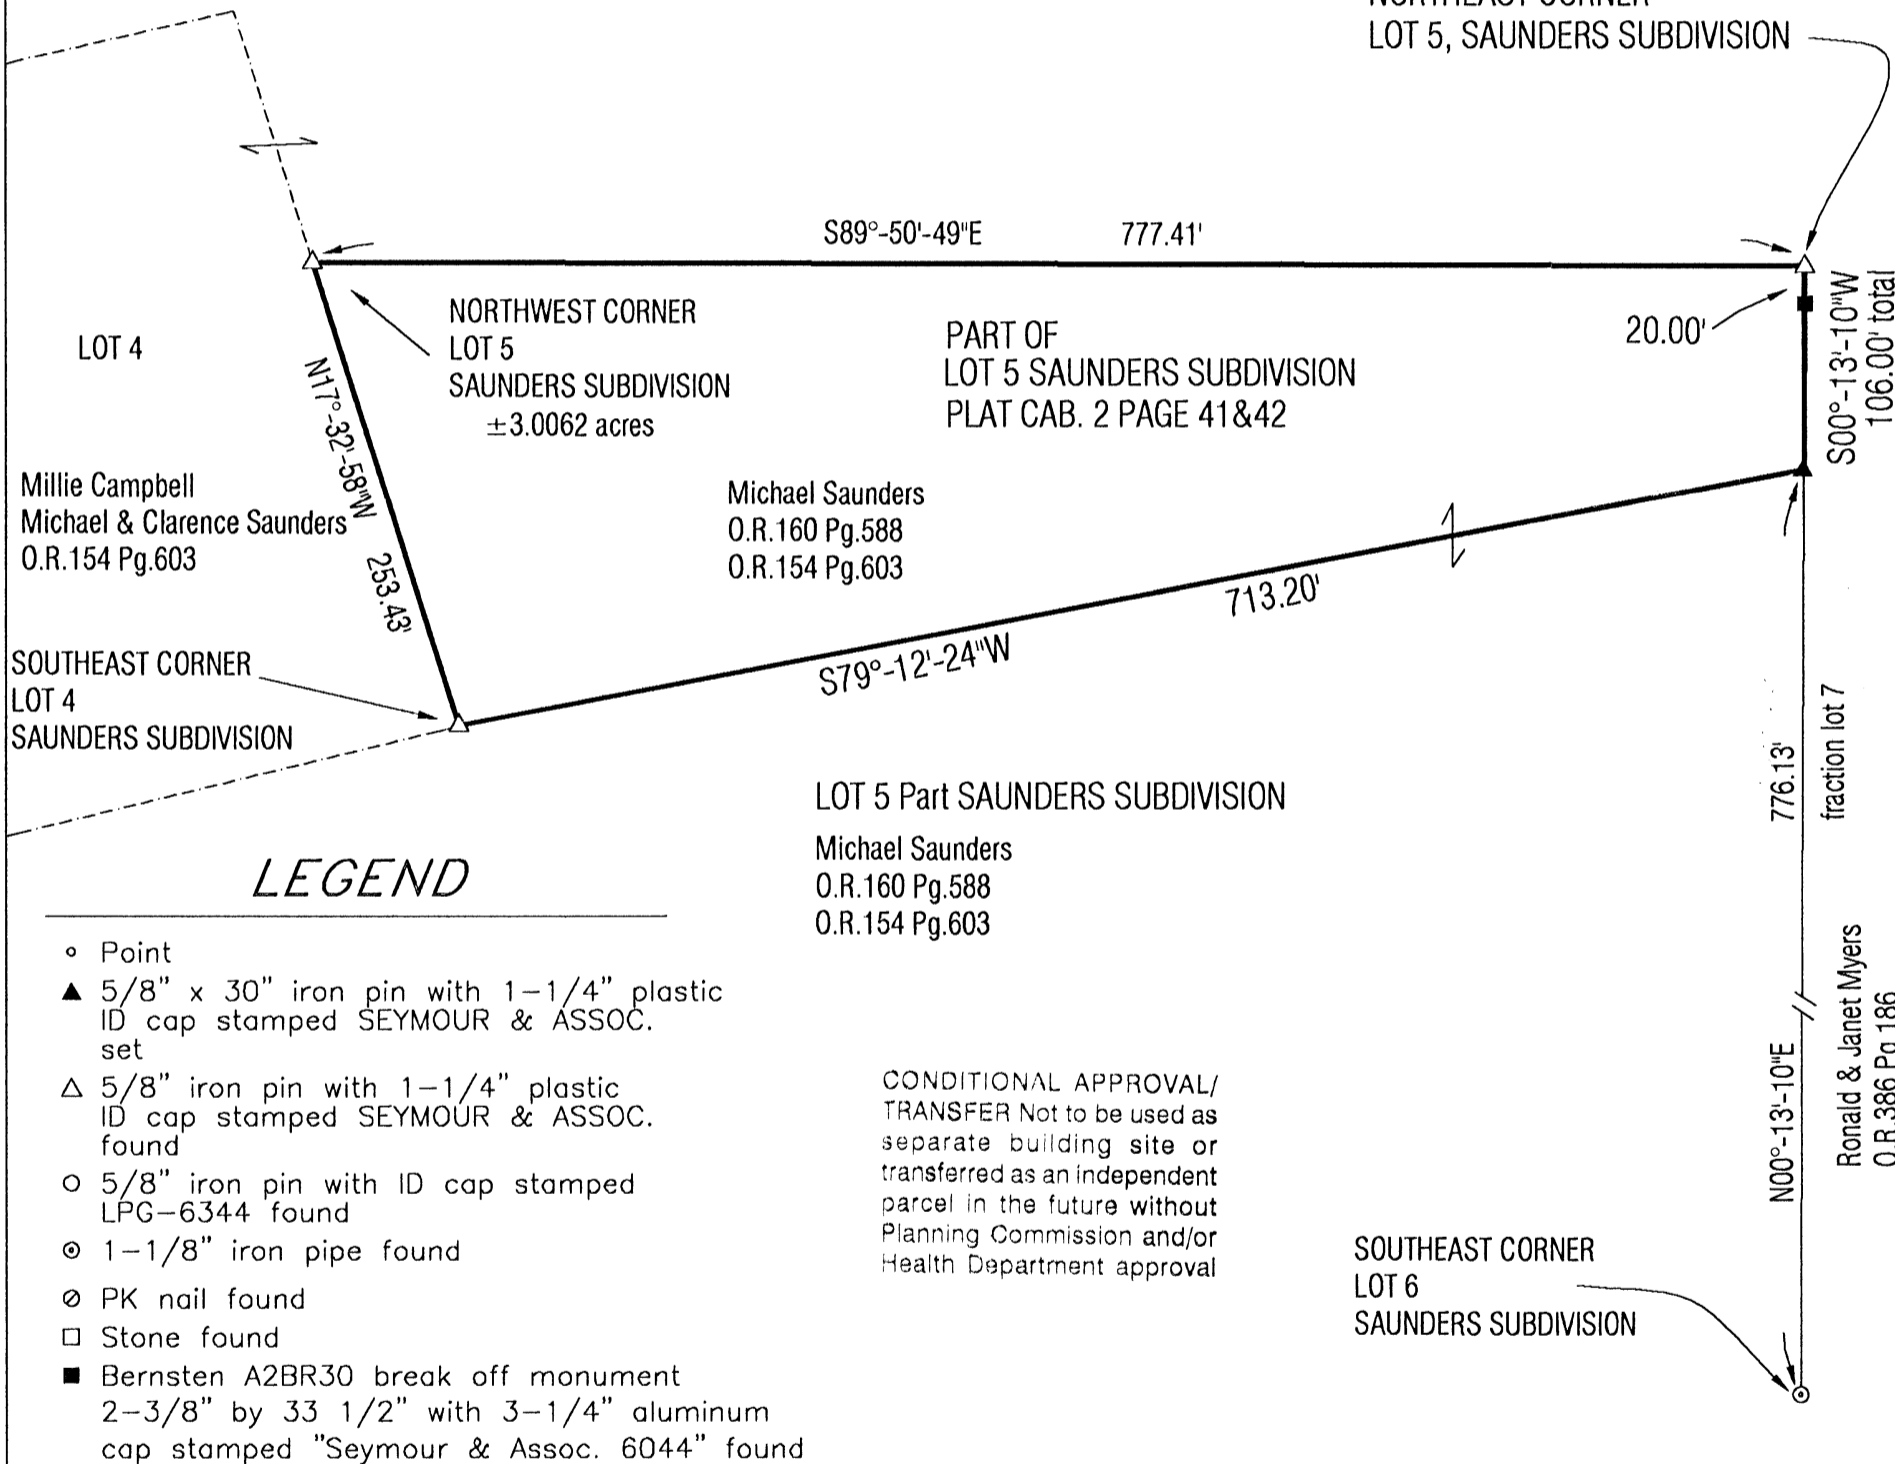 NORTHEAST CORNER
LOT 5, SAUNDERS SUBDIVISION
S89°-50'-49"E 777.41'
NORTHWEST CORNER
LOT 5
SAUNDERS SUBDIVISION
±3.0062 acres
PART OF
LOT 5 SAUNDERS SUBDIVISION
PLAT CAB. 2 PAGE 41&42
20.00'
S00°-13'-10"W
106.00' total
LOT 4
N17°-32'-58"W 253.43'
Millie Campbell
Michael & Clarence Saunders
O.R.154 Pg.603
Michael Saunders
O.R.160 Pg.588
O.R.154 Pg.603
713.20'
S79°-12'-24"W
SOUTHEAST CORNER
LOT 4
SAUNDERS SUBDIVISION
776.13'
fraction lot 7
LOT 5 Part SAUNDERS SUBDIVISION
Michael Saunders
O.R.160 Pg.588
O.R.154 Pg.603
N00°-13'-10"E
Ronald & Janet Myers
O.R.386 Pg.186
LEGEND
Point
5/8" x 30" iron pin with 1-1/4" plastic
ID cap stamped SEYMOUR & ASSOC.
set
5/8" iron pin with 1-1/4" plastic
ID cap stamped SEYMOUR & ASSOC.
found
5/8" iron pin with ID cap stamped
LPG-6344 found
1-1/8" iron pipe found
PK nail found
Stone found
Bernsten A2BR30 break off monument
2-3/8" by 33 1/2" with 3-1/4" aluminum
cap stamped "Seymour & Assoc. 6044" found
CONDITIONAL APPROVAL/
TRANSFER Not to be used as
separate building site or
transferred as an independent
parcel in the future without
Planning Commission and/or
Health Department approval
SOUTHEAST CORNER
LOT 6
SAUNDERS SUBDIVISION